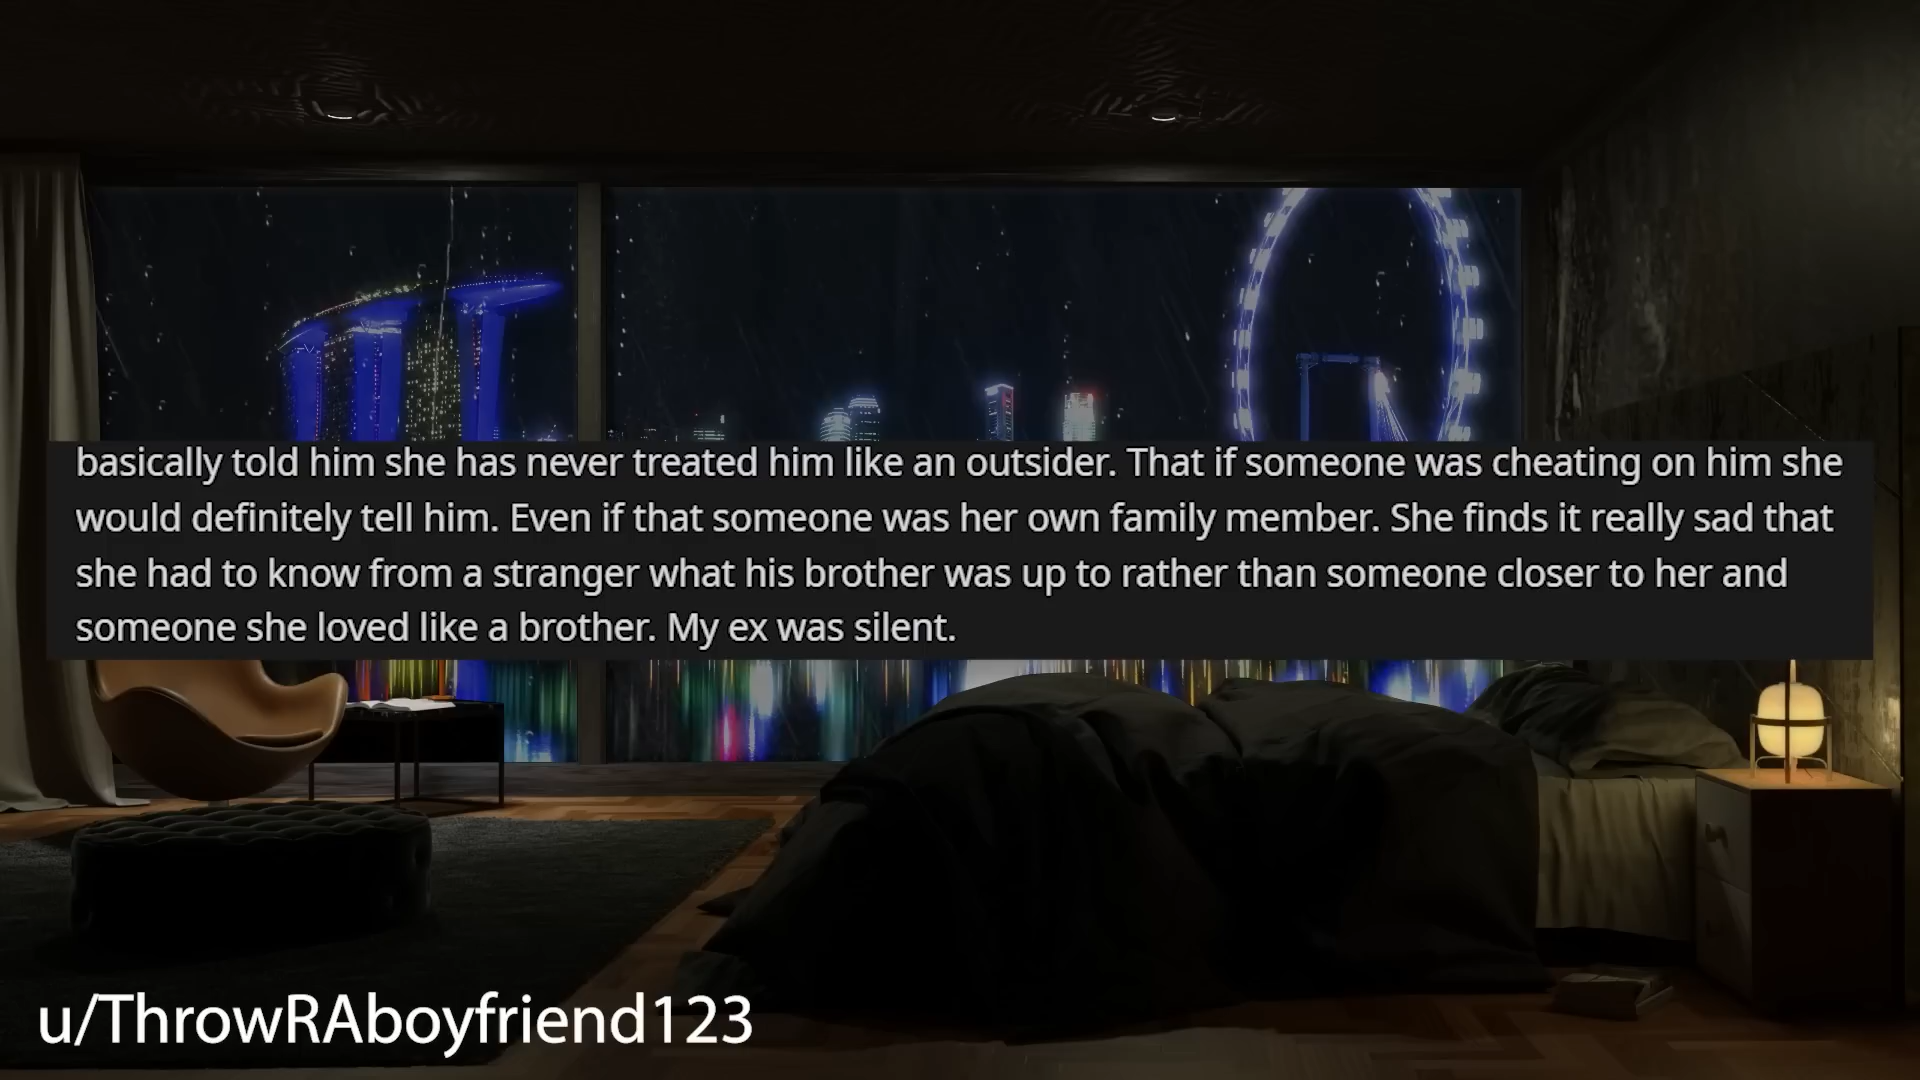 basically told him she has never treated him like an outsider. That if someone was cheating on him she
would definitely tell him. Even if that someone was her own family member. She finds it really sad that
she had to know from a stranger what his brother was up to rather than someone closer to her and
someone she loved like a brother. My ex was silent.
u/ThrowRAboyfriend123